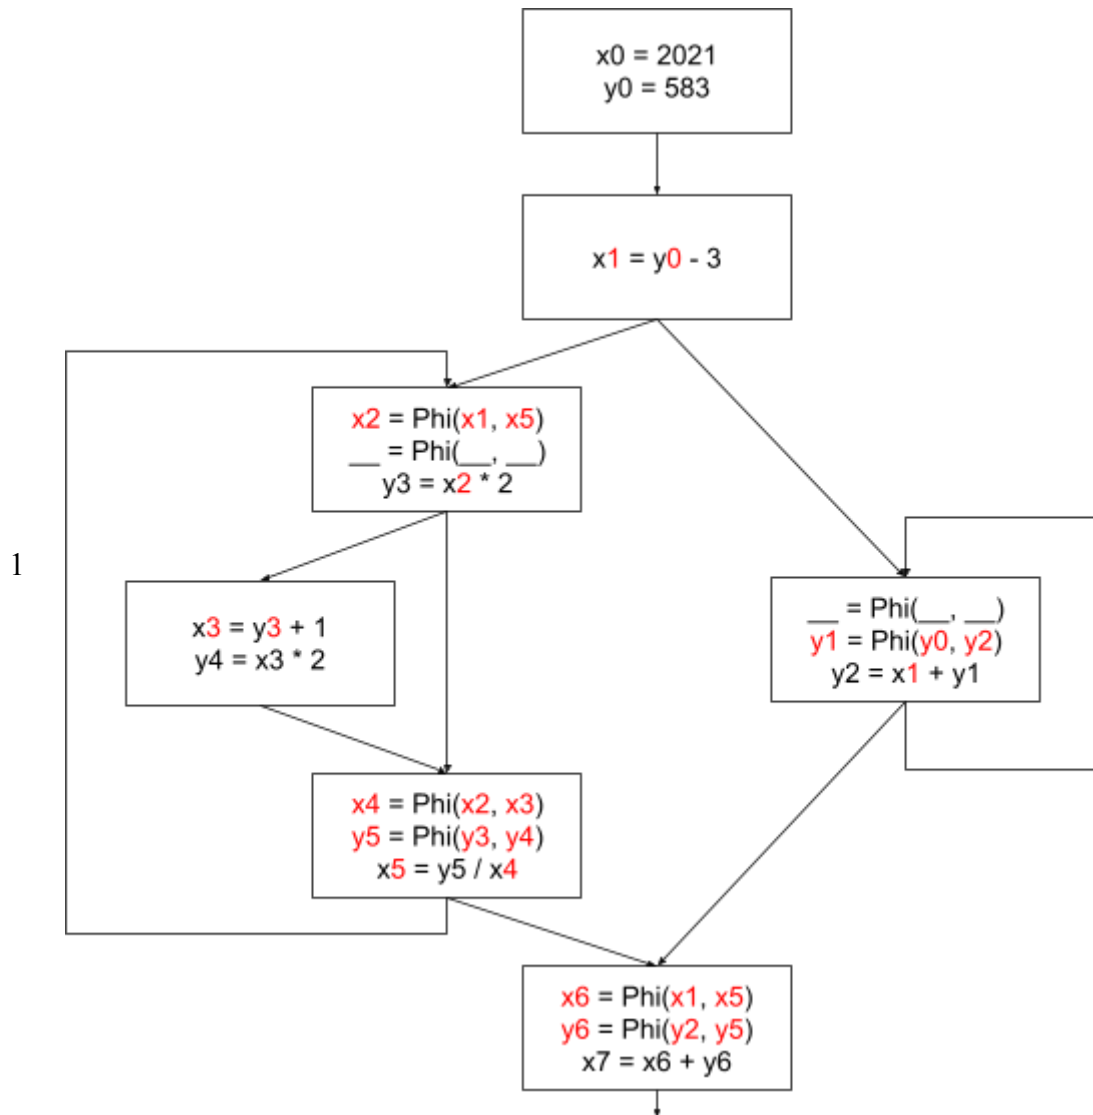 x0 = 2021
y0 = 583
x1 = y0 - 3
x2 = Phi(x1, x5)
__ = Phi(__, __)
y3 = x2 * 2
1
x3 = y3 + 1
y4 = x3 * 2
__ = Phi(__, __)
y1 = Phi(y0, y2)
y2 = x1 + y1
x4 = Phi(x2, x3)
y5 = Phi(y3, y4)
x5 = y5 / x4
x6 = Phi(x1, x5)
y6 = Phi(y2, y5)
x7 = x6 + y6